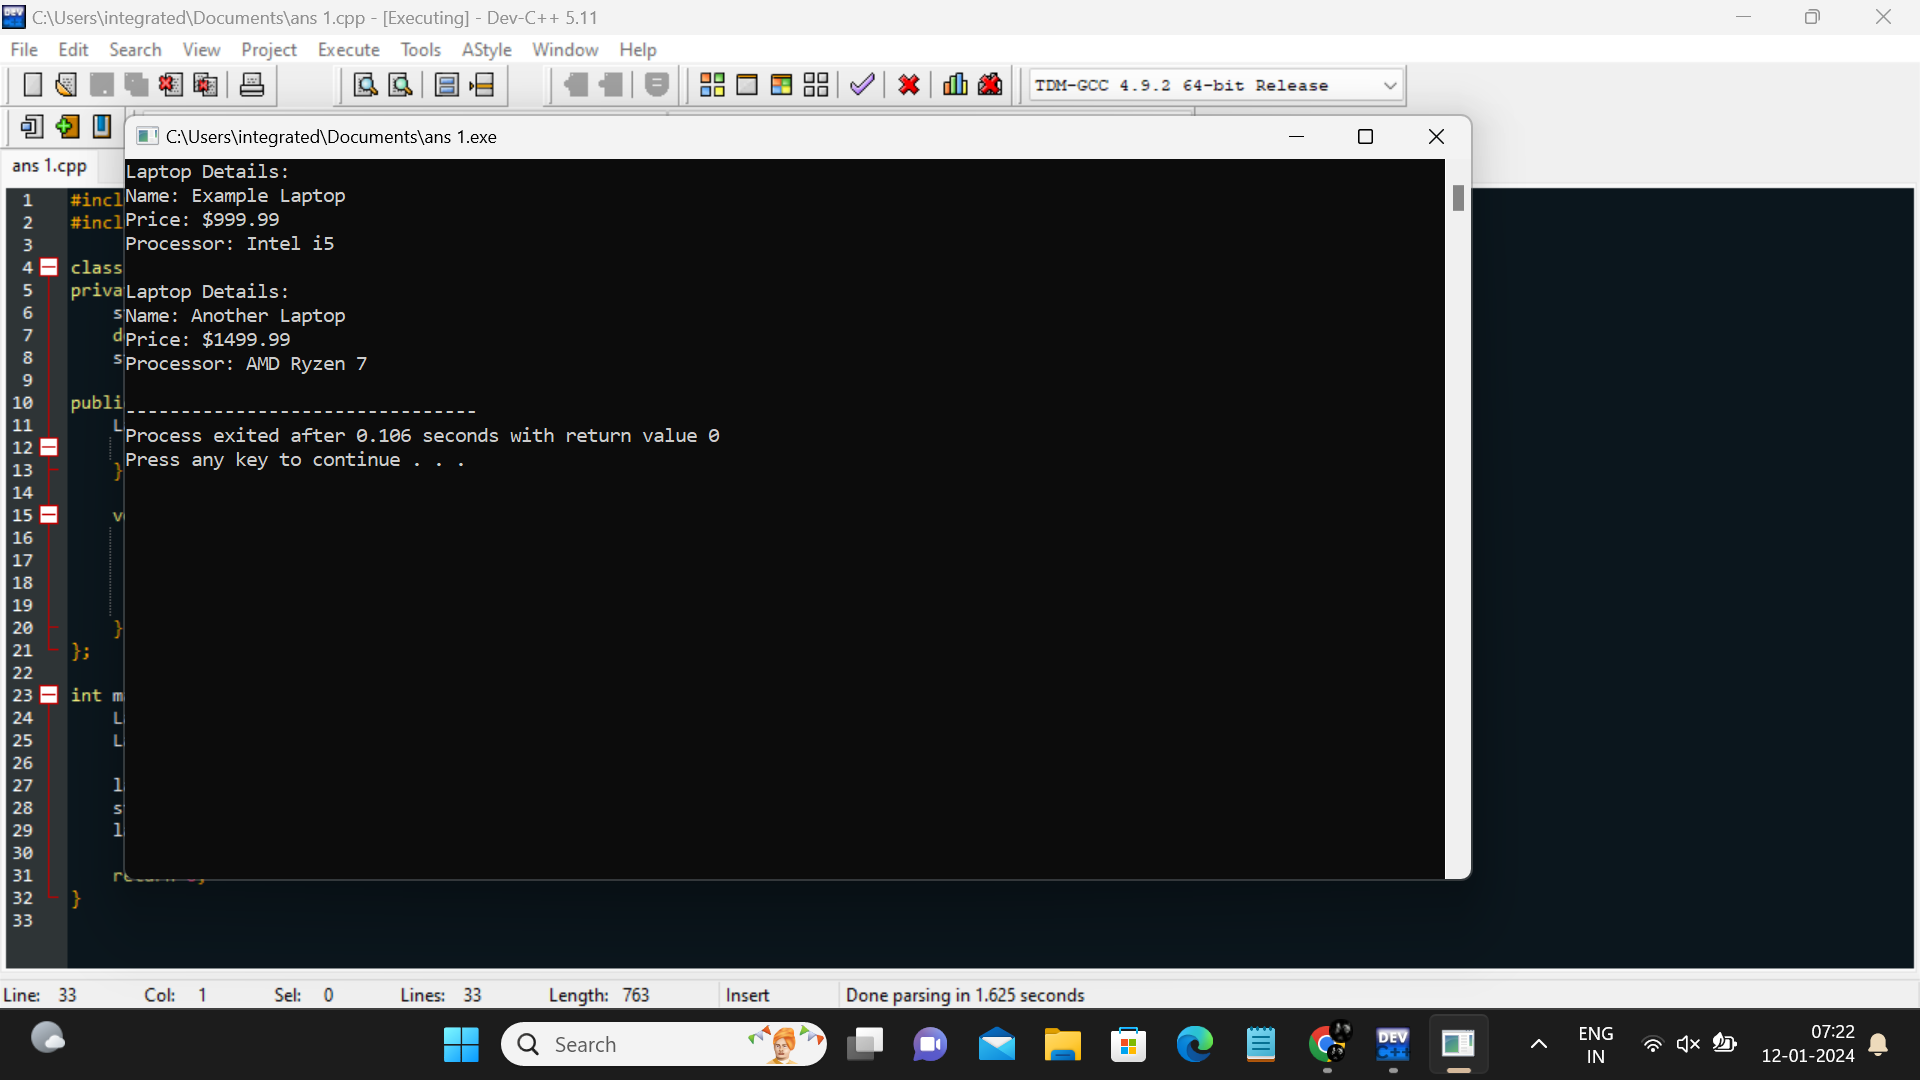 C:\Users\integrated\Documents\ans 1.cpp - [Executing] - Dev-C++ 5.11
File Edit Search View Project Execute Tools AStyle Window Help
TDM-GCC 4.9.2 64-bit Release
C:\Users\integrated\Documents\ans 1.exe
ans 1.cpp
Laptop Details:
Name: Example Laptop
Price: $999.99
Processor: Intel i5
Laptop Details:
Name: Another Laptop
Price: $1499.99
Processor: AMD Ryzen 7
--------------------------------
Process exited after 0.106 seconds with return value 0
Press any key to continue . . .
1 #incl
2 #incl
3
4 class
5 priva
6 s
7 d
8 s
9
10 publi
11 L
12
13 }
14
15 v
16
17
18
19
20 }
21 };
22
23 int m
24 L
25 L
26
27 l
28 s
29 l
30
31
32 }
33
Line: 33 Col: 1 Sel: 0 Lines: 33 Length: 763 Insert Done parsing in 1.625 seconds
Search
DEV
C++
ENG
IN
07:22
12-01-2024